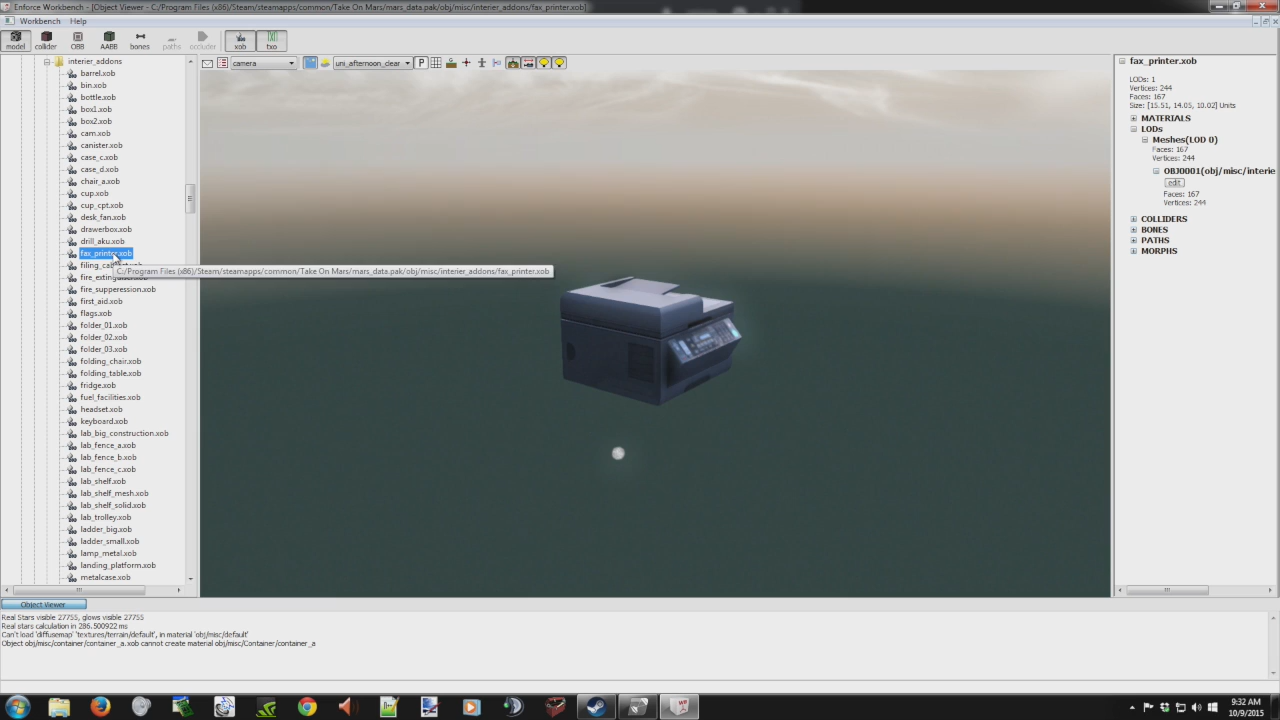 Enforce Workbench - [Object Viewer - C:/Program Files (x86)/Steam/steamapps/common/Take On Mars/mars_data.pak/obj/misc/interier_addons/fax_printer.xob]
Workbench Help
model collider OBB AABB bones paths occluder xob txo
camera uni_afternoon_clear P
interier_addons
barrel.xob
bin.xob
bottle.xob
box1.xob
box2.xob
cam.xob
canister.xob
case_c.xob
case_d.xob
chair_a.xob
cup.xob
cup_cpt.xob
desk_fan.xob
drawerbox.xob
drill_aku.xob
fax_printer.xob
C:/Program Files (x86)/Steam/steamapps/common/Take On Mars/mars_data.pak/obj/misc/interier_addons/fax_printer.xob
fire_supperession.xob
first_aid.xob
flags.xob
folder_01.xob
folder_02.xob
folder_03.xob
folding_chair.xob
folding_table.xob
fridge.xob
fuel_facilities.xob
headset.xob
keyboard.xob
lab_big_construction.xob
lab_fence_a.xob
lab_fence_b.xob
lab_fence_c.xob
lab_shelf.xob
lab_shelf_mesh.xob
lab_shelf_solid.xob
lab_trolley.xob
ladder_big.xob
ladder_small.xob
lamp_metal.xob
landing_platform.xob
metalcase.xob
fax_printer.xob
LODs: 1
Vertices: 244
Faces: 167
Size: [15.51, 14.05, 10.02] Units
MATERIALS
LODs
Meshes(LOD 0)
Faces: 167
Vertices: 244
OBJ0001(obj/misc/interie
edit
Faces: 167
Vertices: 244
COLLIDERS
BONES
PATHS
MORPHS
Object Viewer
Real Stars visible 27755, glows visible 27755
Real stars calculation in 286.500922 ms
Can't load 'diffusemap' 'textures/terrain/default', in material 'obj/misc/default'
Object obj/misc/container/container_a.xob cannot create material obj/misc/Container/container_a
9:32 AM
10/9/2015